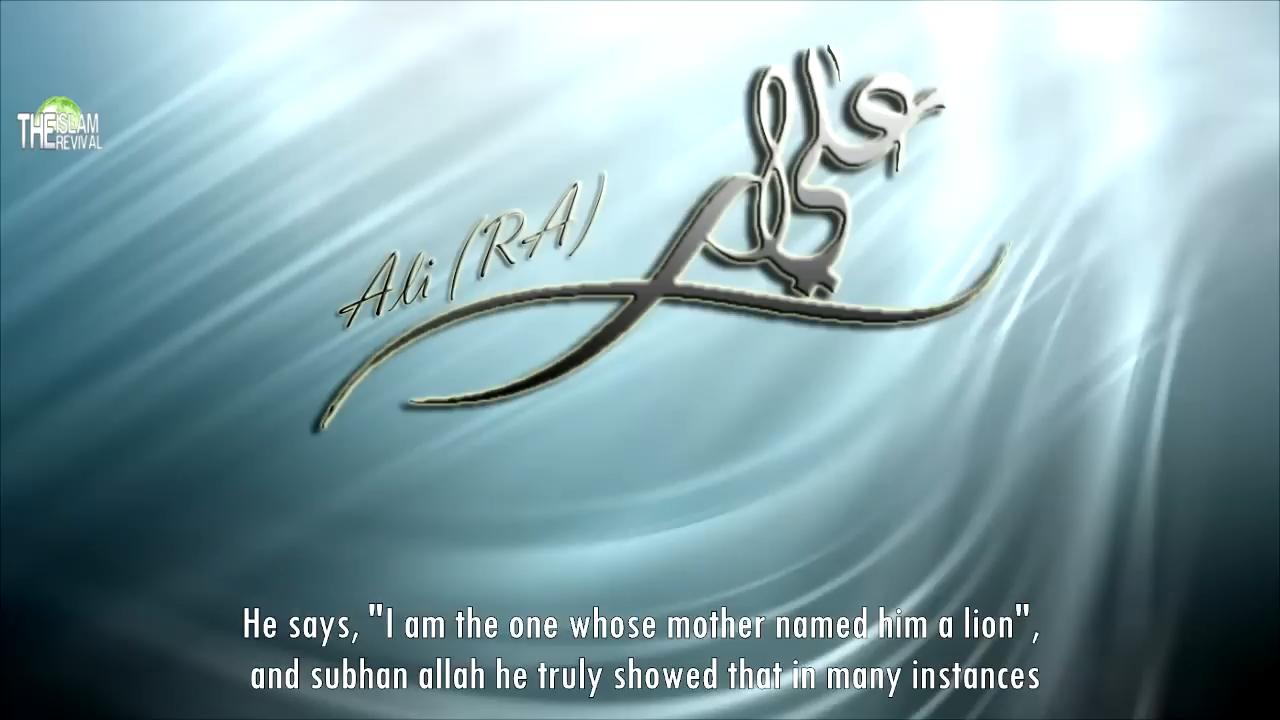 THE ISLAM
REVIVAL
علي
Ali (RA)
He says, "I am the one whose mother named him a lion",
and subhan allah he truly showed that in many instances